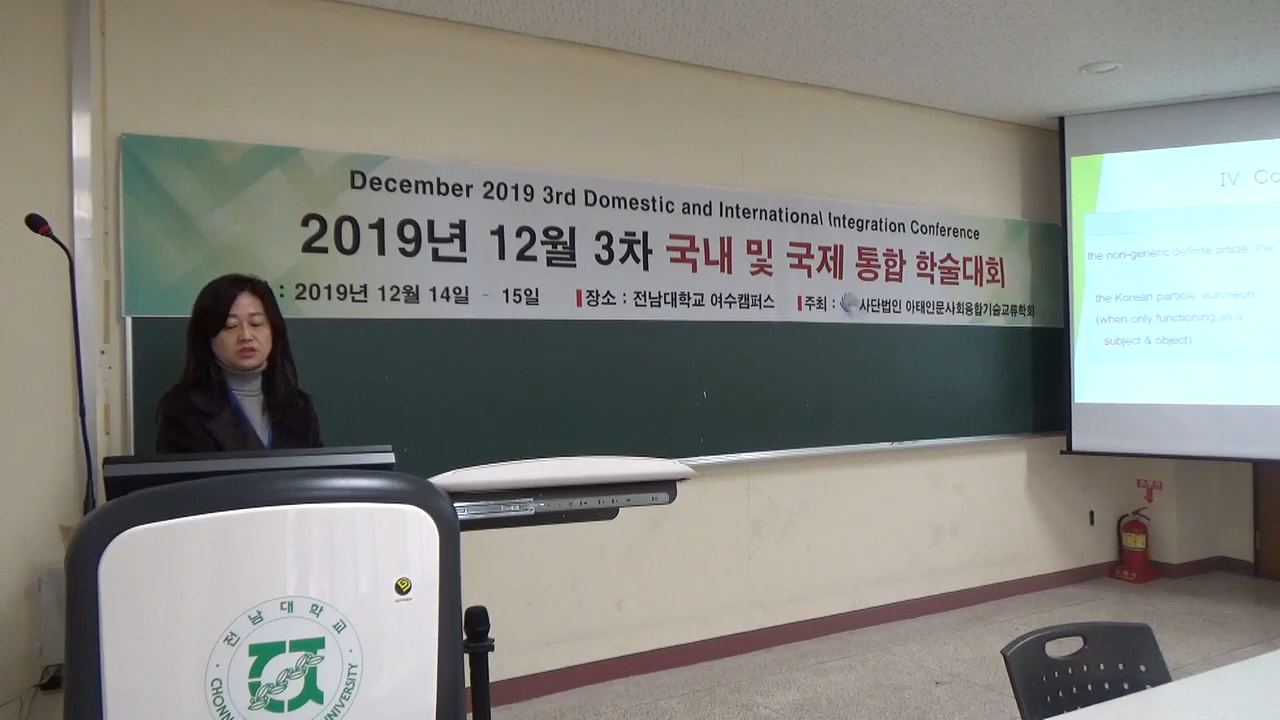 December 2019 3rd Domestic and International Integration Conference
2019년 12월 3차 국내 및 국제 통합 학술대회
: 2019년 12월 14일 - 15일
장소 : 전남대학교 여수캠퍼스
주최 : 사단법인 아태인문사회융합기술교류학회
IV. Co
the non-generic definite article the
the Korean particle eun/neun
(when only functioning as a
subject & object)
전남대학교
CHONN
UNIVERSITY